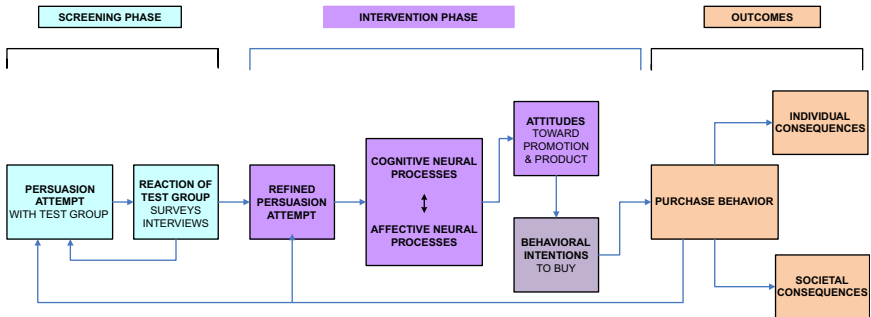 SCREENING PHASE
INTERVENTION PHASE
OUTCOMES
PERSUASION
ATTEMPT
WITH TEST GROUP
REACTION OF
TEST GROUP
SURVEYS
INTERVIEWS
REFINED
PERSUASION
ATTEMPT
COGNITIVE NEURAL
PROCESSES
AFFECTIVE NEURAL
PROCESSES
ATTITUDES
TOWARD
PROMOTION
& PRODUCT
BEHAVIORAL
INTENTIONS
TO BUY
PURCHASE BEHAVIOR
INDIVIDUAL
CONSEQUENCES
SOCIETAL
CONSEQUENCES